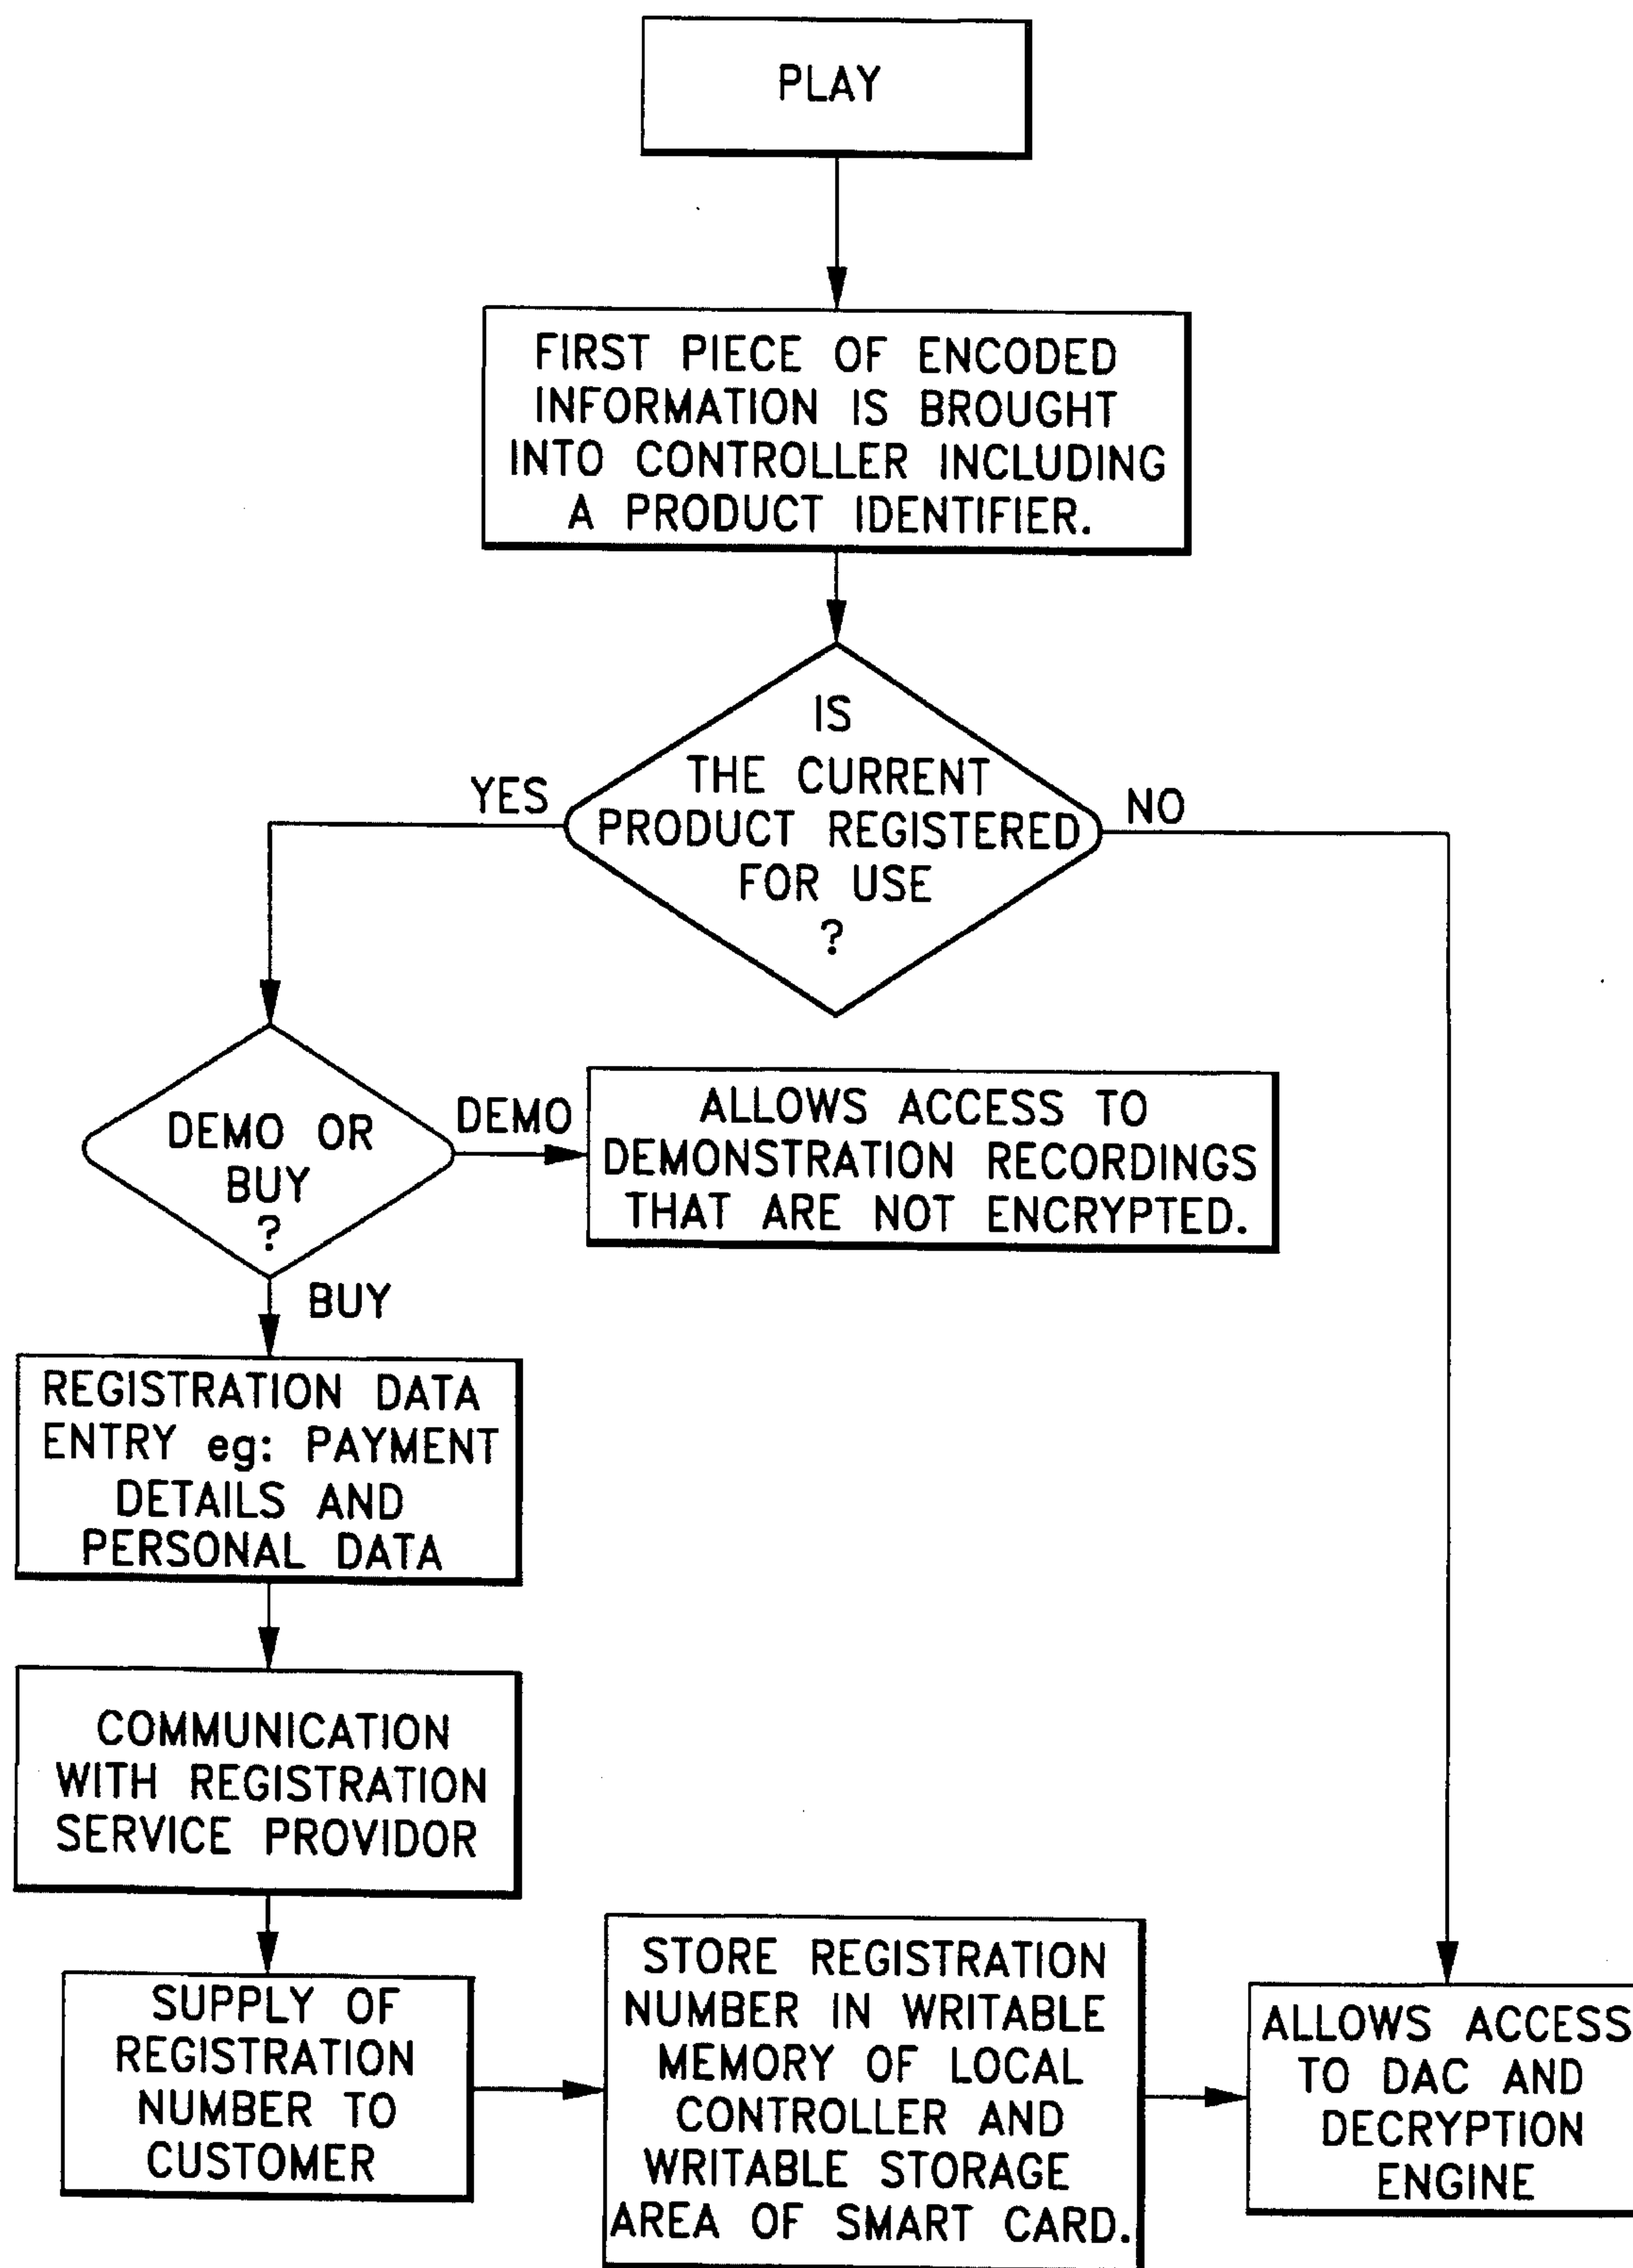 PLAY
FIRST PIECE OF ENCODED
INFORMATION IS BROUGHT
INTO CONTROLLER INCLUDING
A PRODUCT IDENTIFIER.
IS
THE CURRENT
PRODUCT REGISTERED
FOR USE
?
YES
NO
DEMO OR
BUY
?
DEMO
ALLOWS ACCESS TO
DEMONSTRATION RECORDINGS
THAT ARE NOT ENCRYPTED.
BUY
REGISTRATION DATA
ENTRY eg: PAYMENT
DETAILS AND
PERSONAL DATA
COMMUNICATION
WITH REGISTRATION
SERVICE PROVIDOR
SUPPLY OF
REGISTRATION
NUMBER TO
CUSTOMER
STORE REGISTRATION
NUMBER IN WRITABLE
MEMORY OF LOCAL
CONTROLLER AND
WRITABLE STORAGE
AREA OF SMART CARD.
ALLOWS ACCESS
TO DAC AND
DECRYPTION
ENGINE